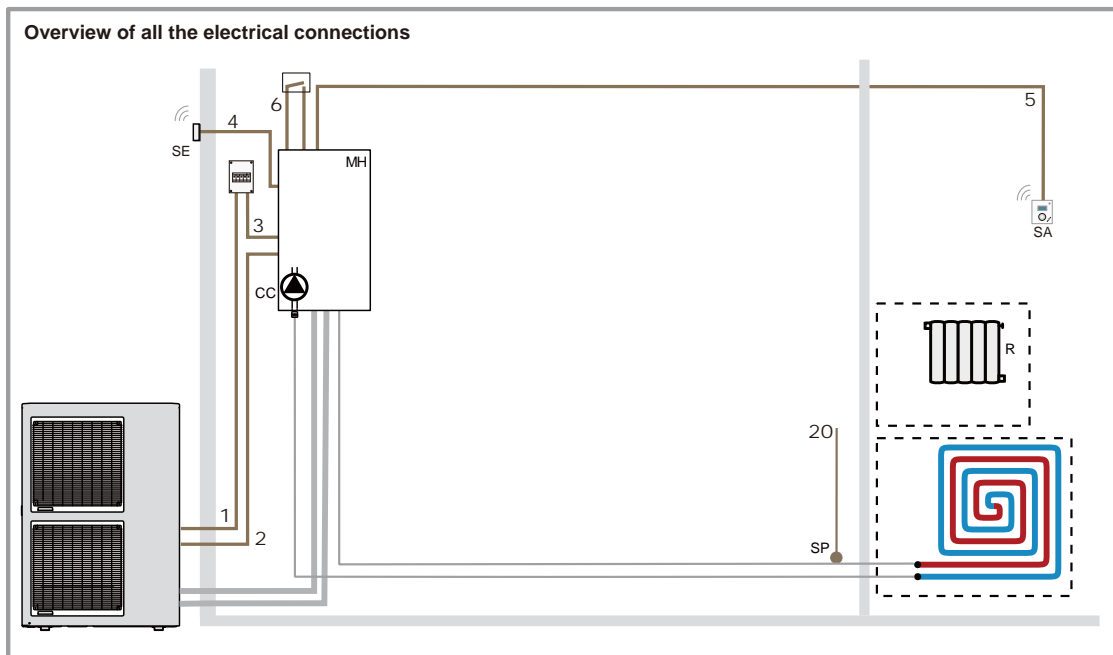 Overview of all the electrical connections
6
5
4
MH
SE
3
SA
CC
R
20
1
2
SP